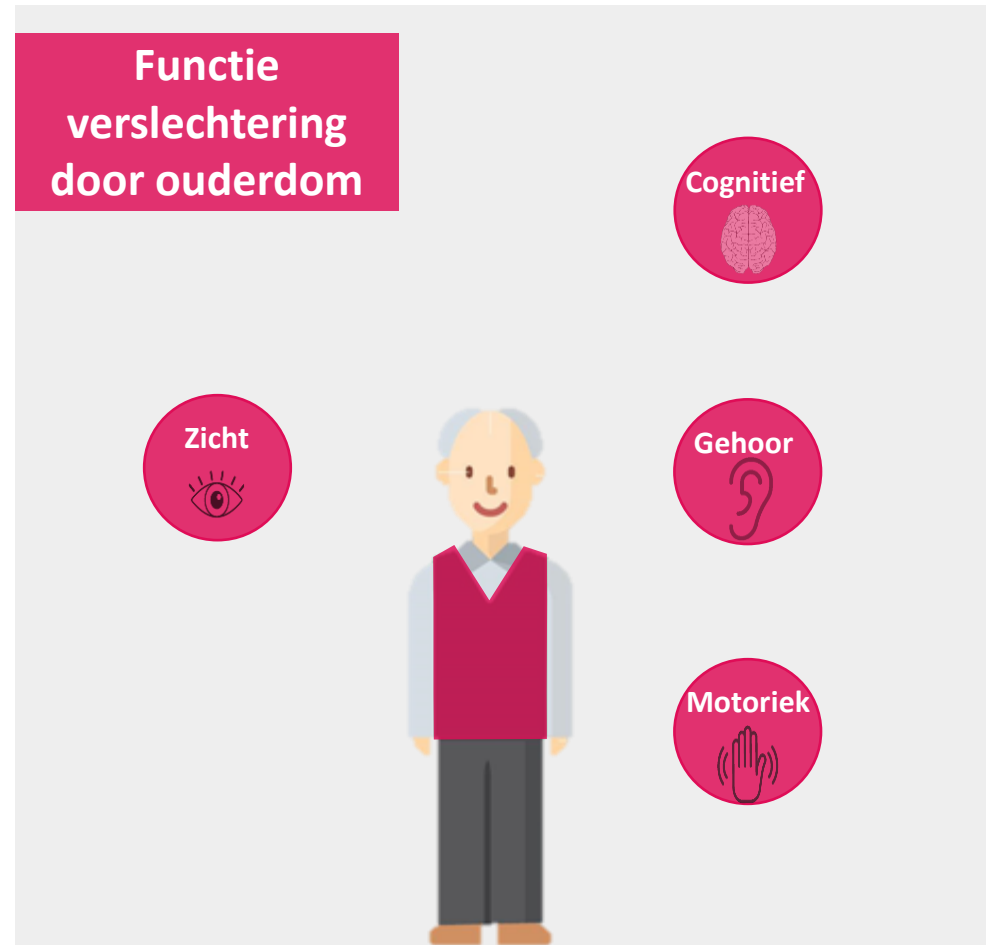 Functie
verslechtering
door ouderdom
Cognitief
Zicht
Gehoor
Motoriek